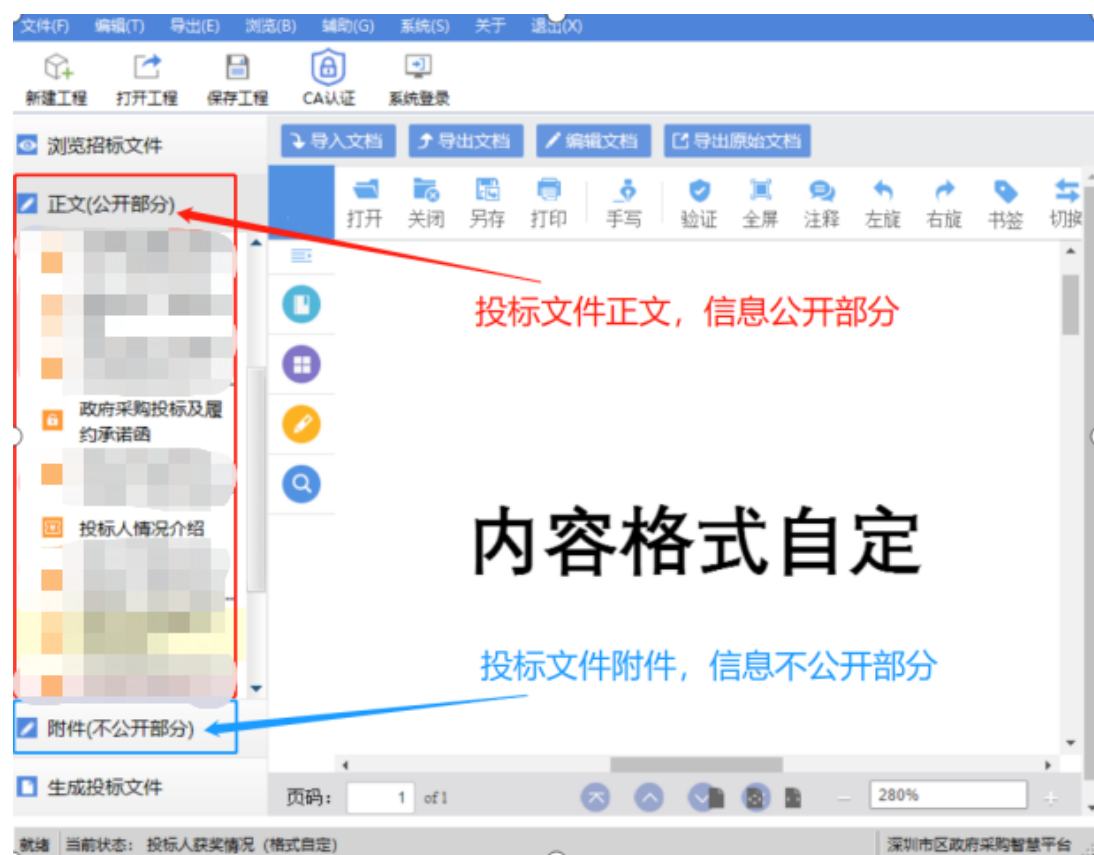 文件(F) 编辑(T) 导出(E) 浏览(B) 辅助(G) 系统(S) 关于 退出(X)
新建工程 打开工程 保存工程 CA认证 系统登录
浏览招标文件
导入文档 导出文档 编辑文档 导出原始文档
正文(公开部分)
打开 关闭 另存 打印 手写 验证 全屏 注释 左旋 右旋 书签 切换
投标文件正文，信息公开部分
政府采购投标及履
约承诺函
投标人情况介绍
内容格式自定
投标文件附件，信息不公开部分
附件(不公开部分)
生成投标文件
页码: 1 of 1 280%
就绪 当前状态: 投标人获奖情况 (格式自定) 深圳市区政府采购智慧平台